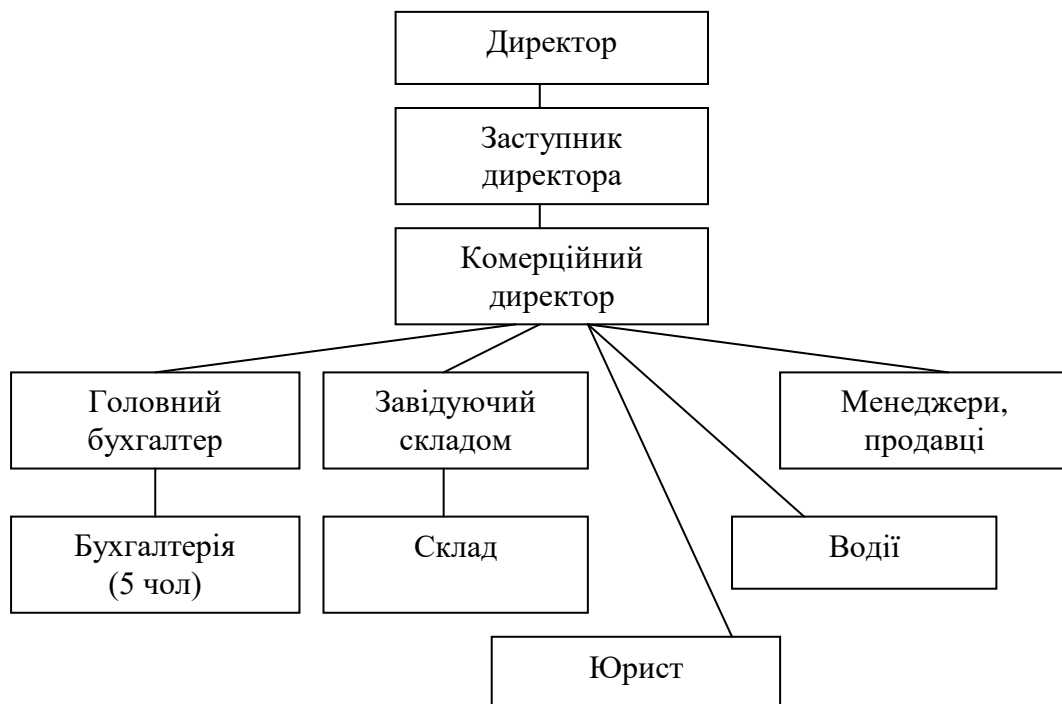 Директор
Заступник
директора
Комерційний
директор
Головний
бухгалтер
Завідуючий
складом
Менеджери,
продавці
Бухгалтерія
(5 чол)
Склад
Водії
Юрист